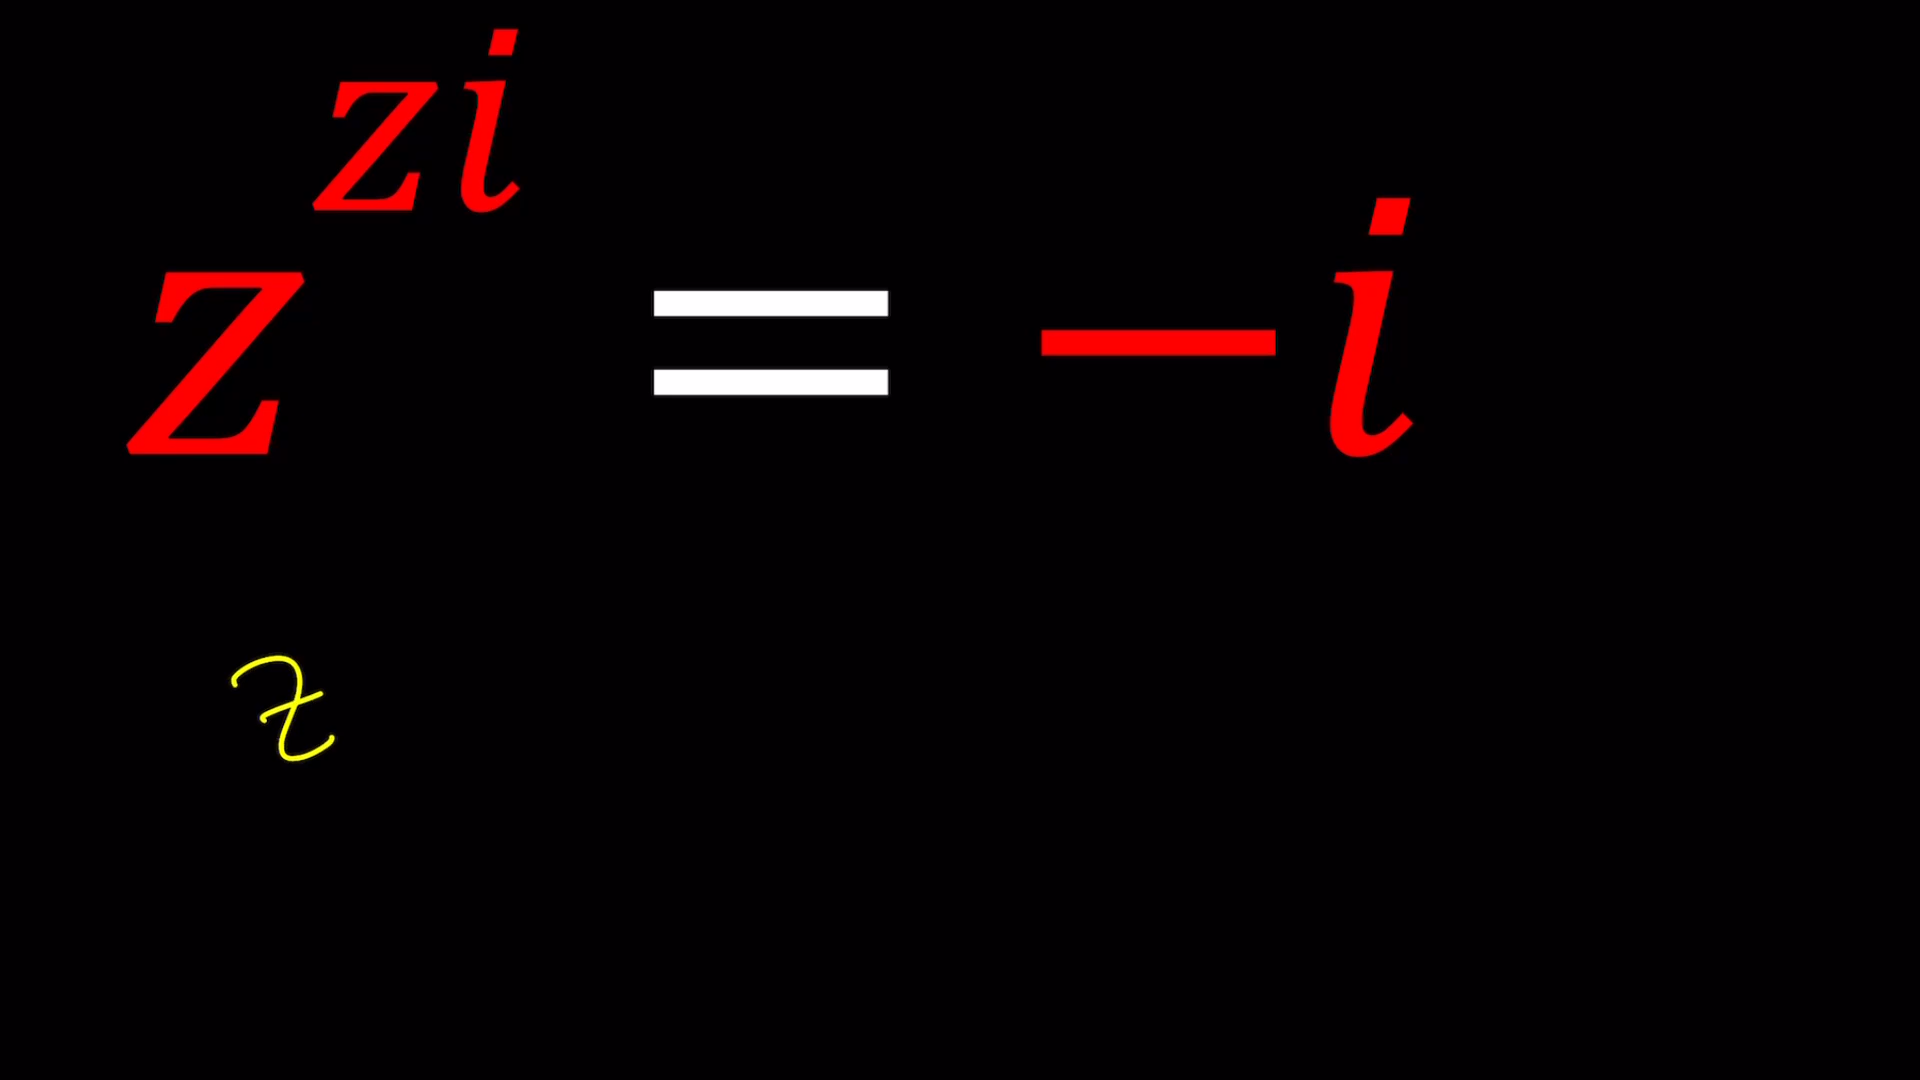 z^{zi} = −i
z